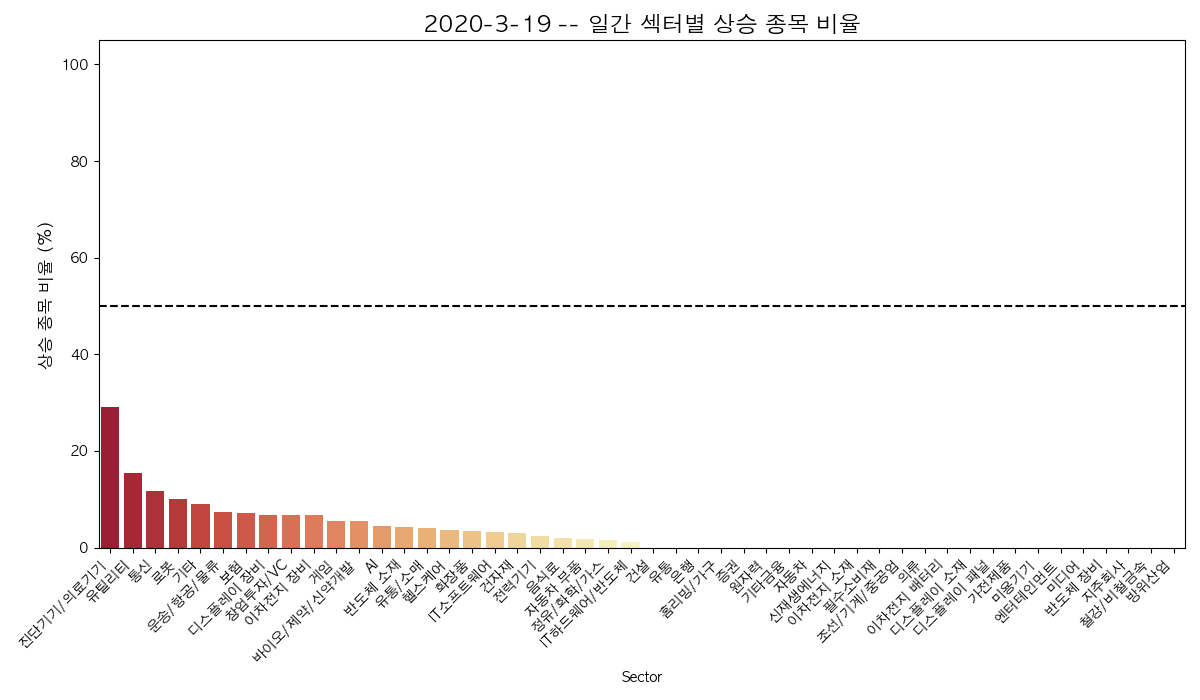 2020-3-19 -- 일간 섹터별 상승 종목 비율
상승 종목 비율 (%)
100
80
60
40
20
0
진단기기/의료기기
유틸리티
통신
로봇
기타
운송/항공/물류
보험
디스플레이 장비
창업투자/VC
이차전지 장비
게임
바이오/제약/신약개발
AI
반도체 소재
유통/소매
헬스케어
화장품
IT소프트웨어
건자재
전력기기
음식료
자동차 부품
정유/화학/가스
IT하드웨어/반도체
건설
유통
은행
홈리빙/가구
증권
원자력
기타금융
자동차
신재생에너지
이차전지 소재
필수소비재
조선/기계/중공업
의류
이차전지 배터리
디스플레이 소재
디스플레이 패널
가전제품
미용기기
엔터테인먼트
미디어
반도체 장비
지주회사
철강/비철금속
방위산업
Sector